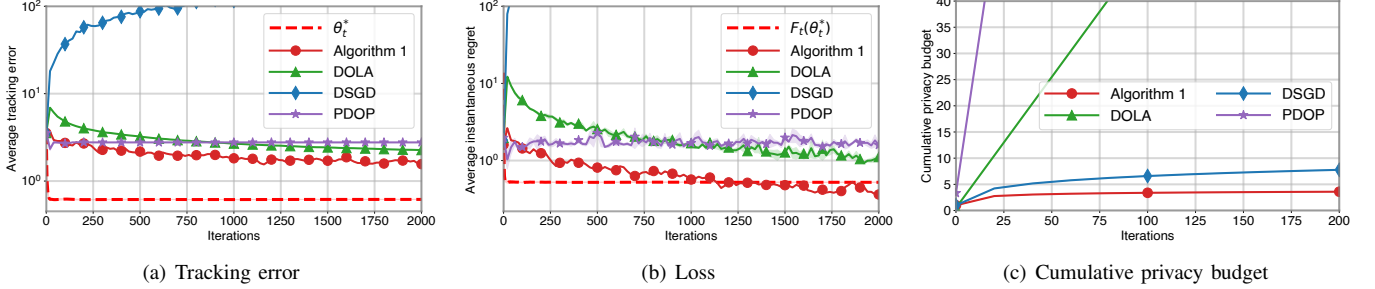 Average tracking error
10²
10¹
10⁰
θ*ₜ
Algorithm 1
DOLA
DSGD
PDOP
0 250 500 750 1000 1250 1500 1750 2000
Iterations
(a) Tracking error
Average instantaneous regret
10²
10¹
10⁰
Fₜ(θ*ₜ)
Algorithm 1
DOLA
DSGD
PDOP
0 250 500 750 1000 1250 1500 1750 2000
Iterations
(b) Loss
Cumulative privacy budget
40
35
30
25
20
15
10
5
0
Algorithm 1 DSGD
DOLA PDOP
0 25 50 75 100 125 150 175 200
Iterations
(c) Cumulative privacy budget